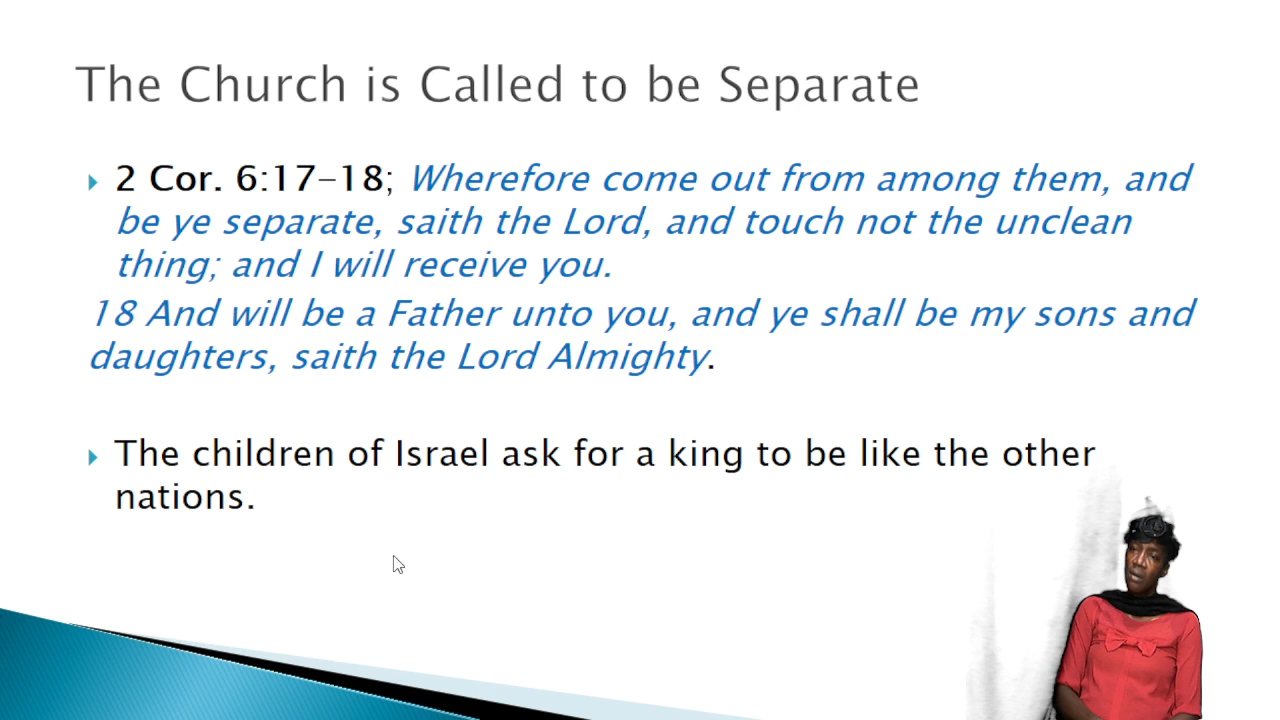 The Church is Called to be Separate
2 Cor. 6:17-18; Wherefore come out from among them, and
be ye separate, saith the Lord, and touch not the unclean
thing; and I will receive you.
18 And will be a Father unto you, and ye shall be my sons and
daughters, saith the Lord Almighty.
The children of Israel ask for a king to be like the other
nations.